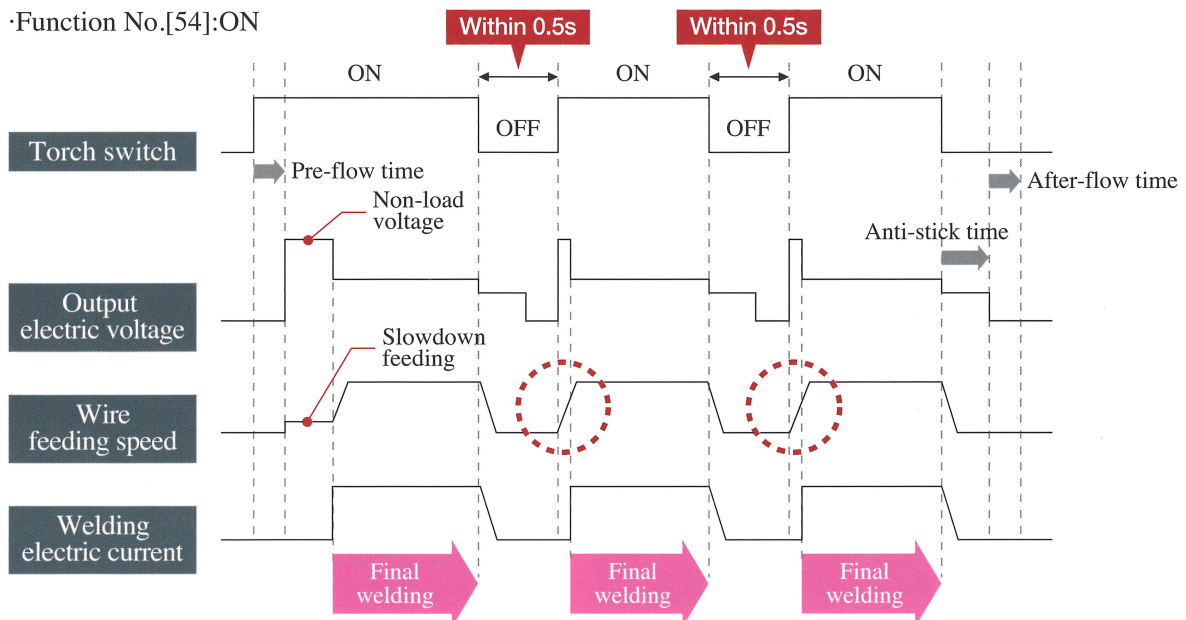 ·Function No.[54]:ON
Within 0.5s
Within 0.5s
ON
ON
ON
OFF
OFF
Torch switch
Pre-flow time
After-flow time
Non-load
voltage
Anti-stick time
Output
electric voltage
Slowdown
feeding
Wire
feeding speed
Welding
electric current
Final
welding
Final
welding
Final
welding